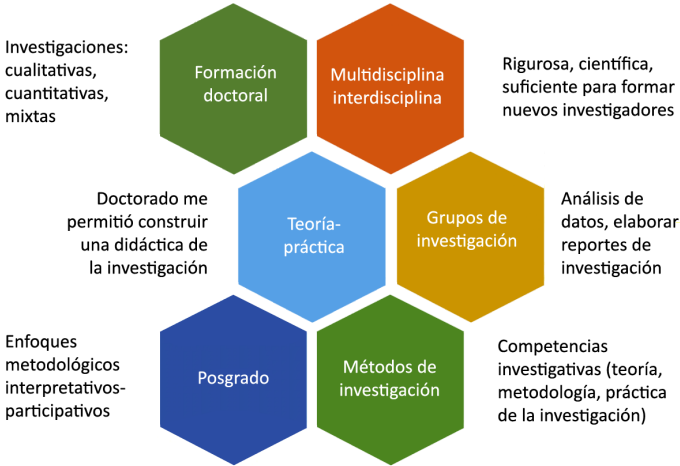 Investigaciones:
cualitativas,
cuantitativas,
mixtas
Formación
doctoral
Multidisciplina
interdisciplina
Rigurosa, científica,
suficiente para formar
nuevos investigadores
Doctorado me
permitió construir
una didáctica de
la investigación
Teoría-
práctica
Grupos de
investigación
Análisis de
datos, elaborar
reportes de
investigación
Enfoques
metodológicos
interpretativos-
participativos
Posgrado
Métodos de
investigación
Competencias
investigativas (teoría,
metodología, práctica
de la investigación)